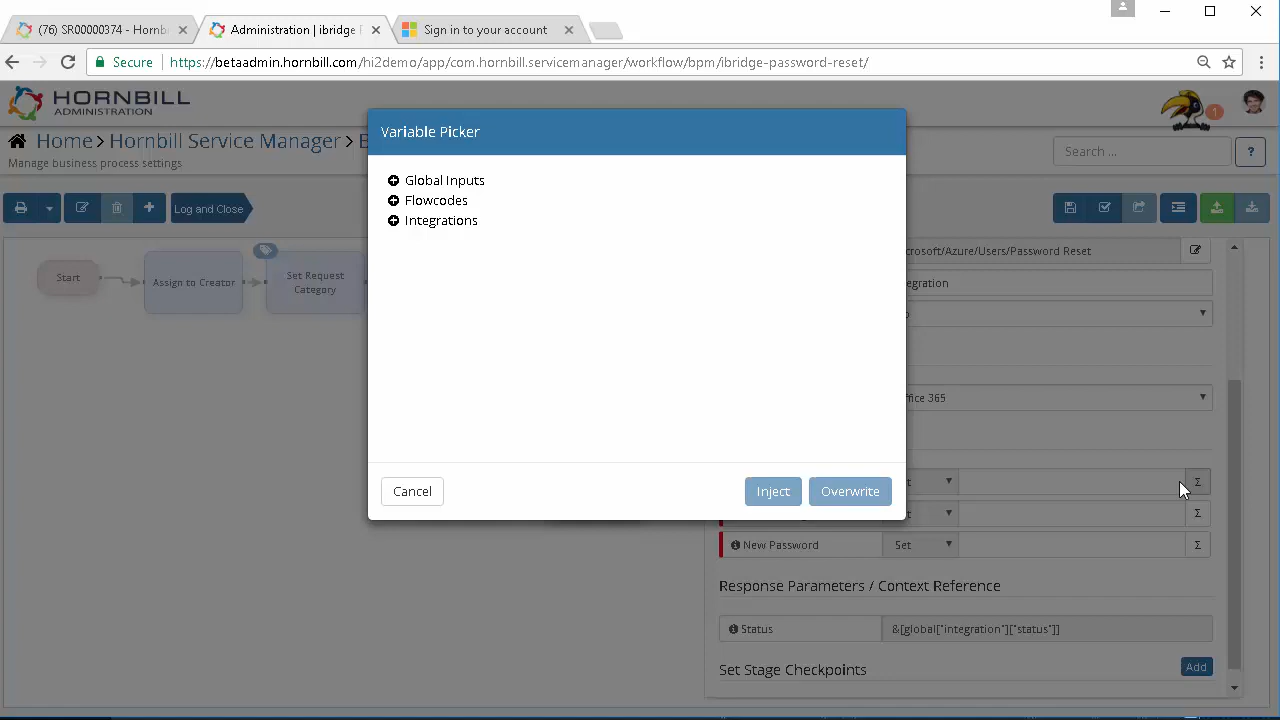 (76) SR00000374 - Hornb
Administration | ibridge
Sign in to your account
Secure
https://betaadmin.hornbill.com/hi2demo/app/com.hornbill.servicemanager/workflow/bpm/ibridge-password-reset/
HORNBILL
ADMINISTRATION
1
Home > Hornbill Service Manager > B
Manage business process settings
Search ...
?
Log and Close
Variable Picker
Global Inputs
Flowcodes
Integrations
Cancel
Inject
Overwrite
Start
Assign to Creator
Set Request
Category
crosoft/Azure/Users/Password Reset
ntegration
ffice 365
Σ
Σ
New Password
Set
Σ
Response Parameters / Context Reference
Status
&[global["integration"]["status"]]
Set Stage Checkpoints
Add